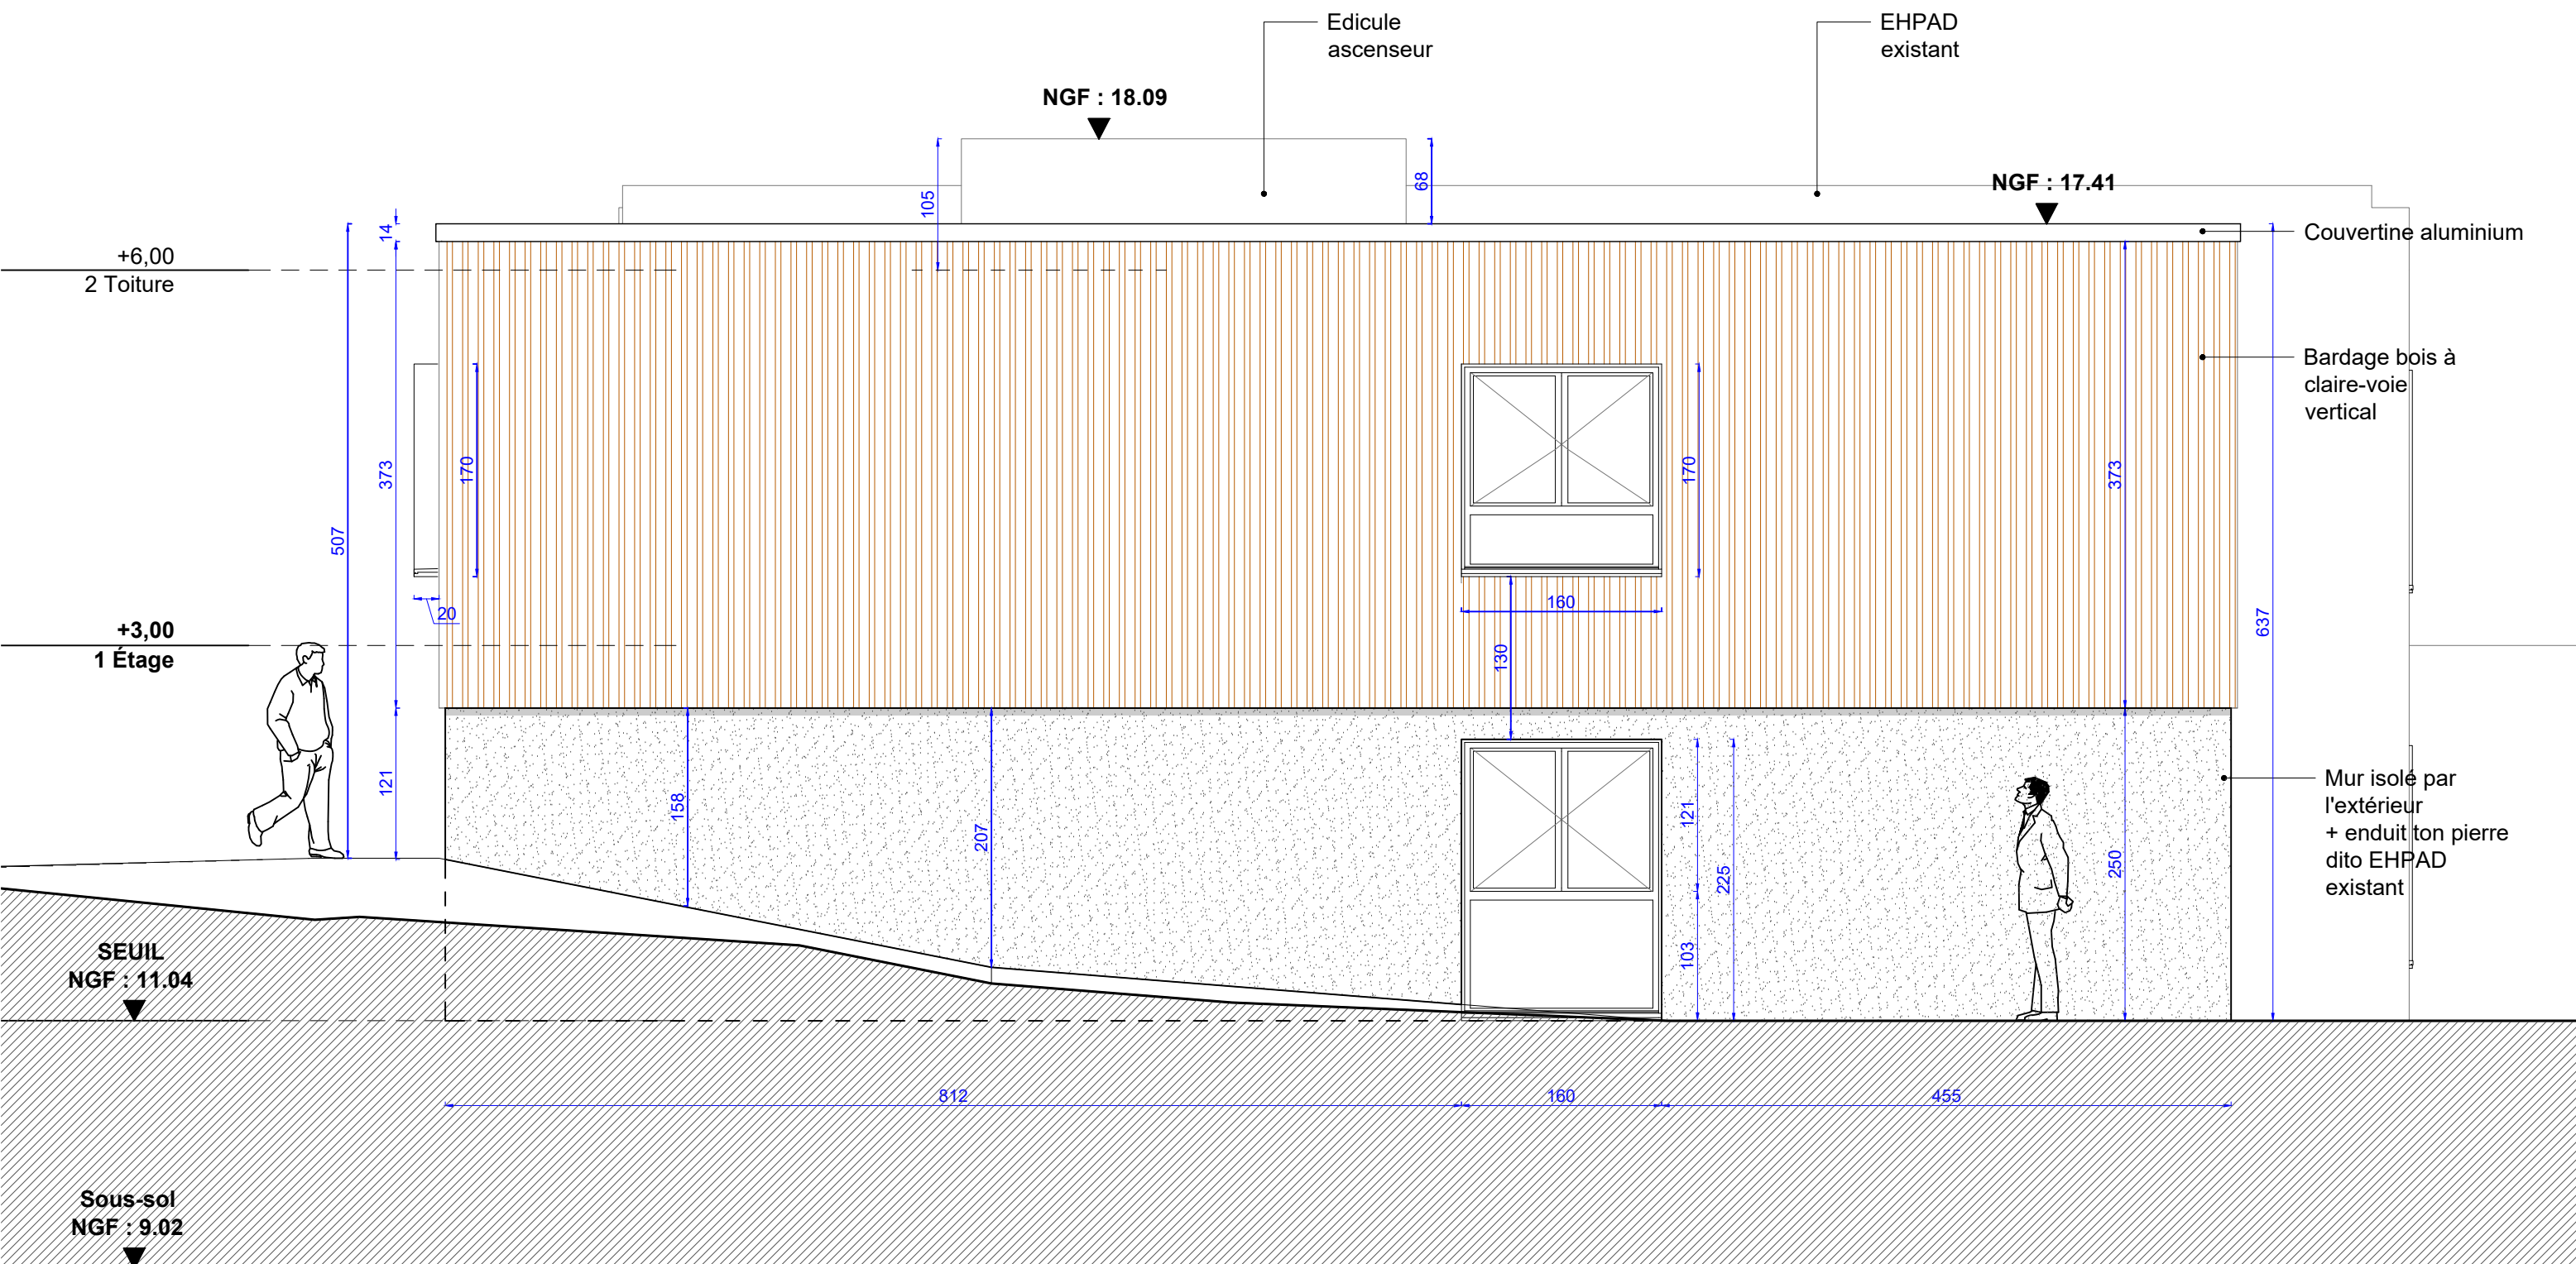 Edicule
ascenseur
EHPAD
existant
NGF : 18.09
NGF : 17.41
105
68
14
Couvertine aluminium
+6,00
2 Toiture
Bardage bois à
claire-voie
vertical
373
170
170
373
507
20
160
637
+3,00
1 Étage
130
121
158
207
121
225
250
103
Mur isolé par
l'extérieur
+ enduit ton pierre
dito EHPAD
existant
SEUIL
NGF : 11.04
812
160
455
Sous-sol
NGF : 9.02